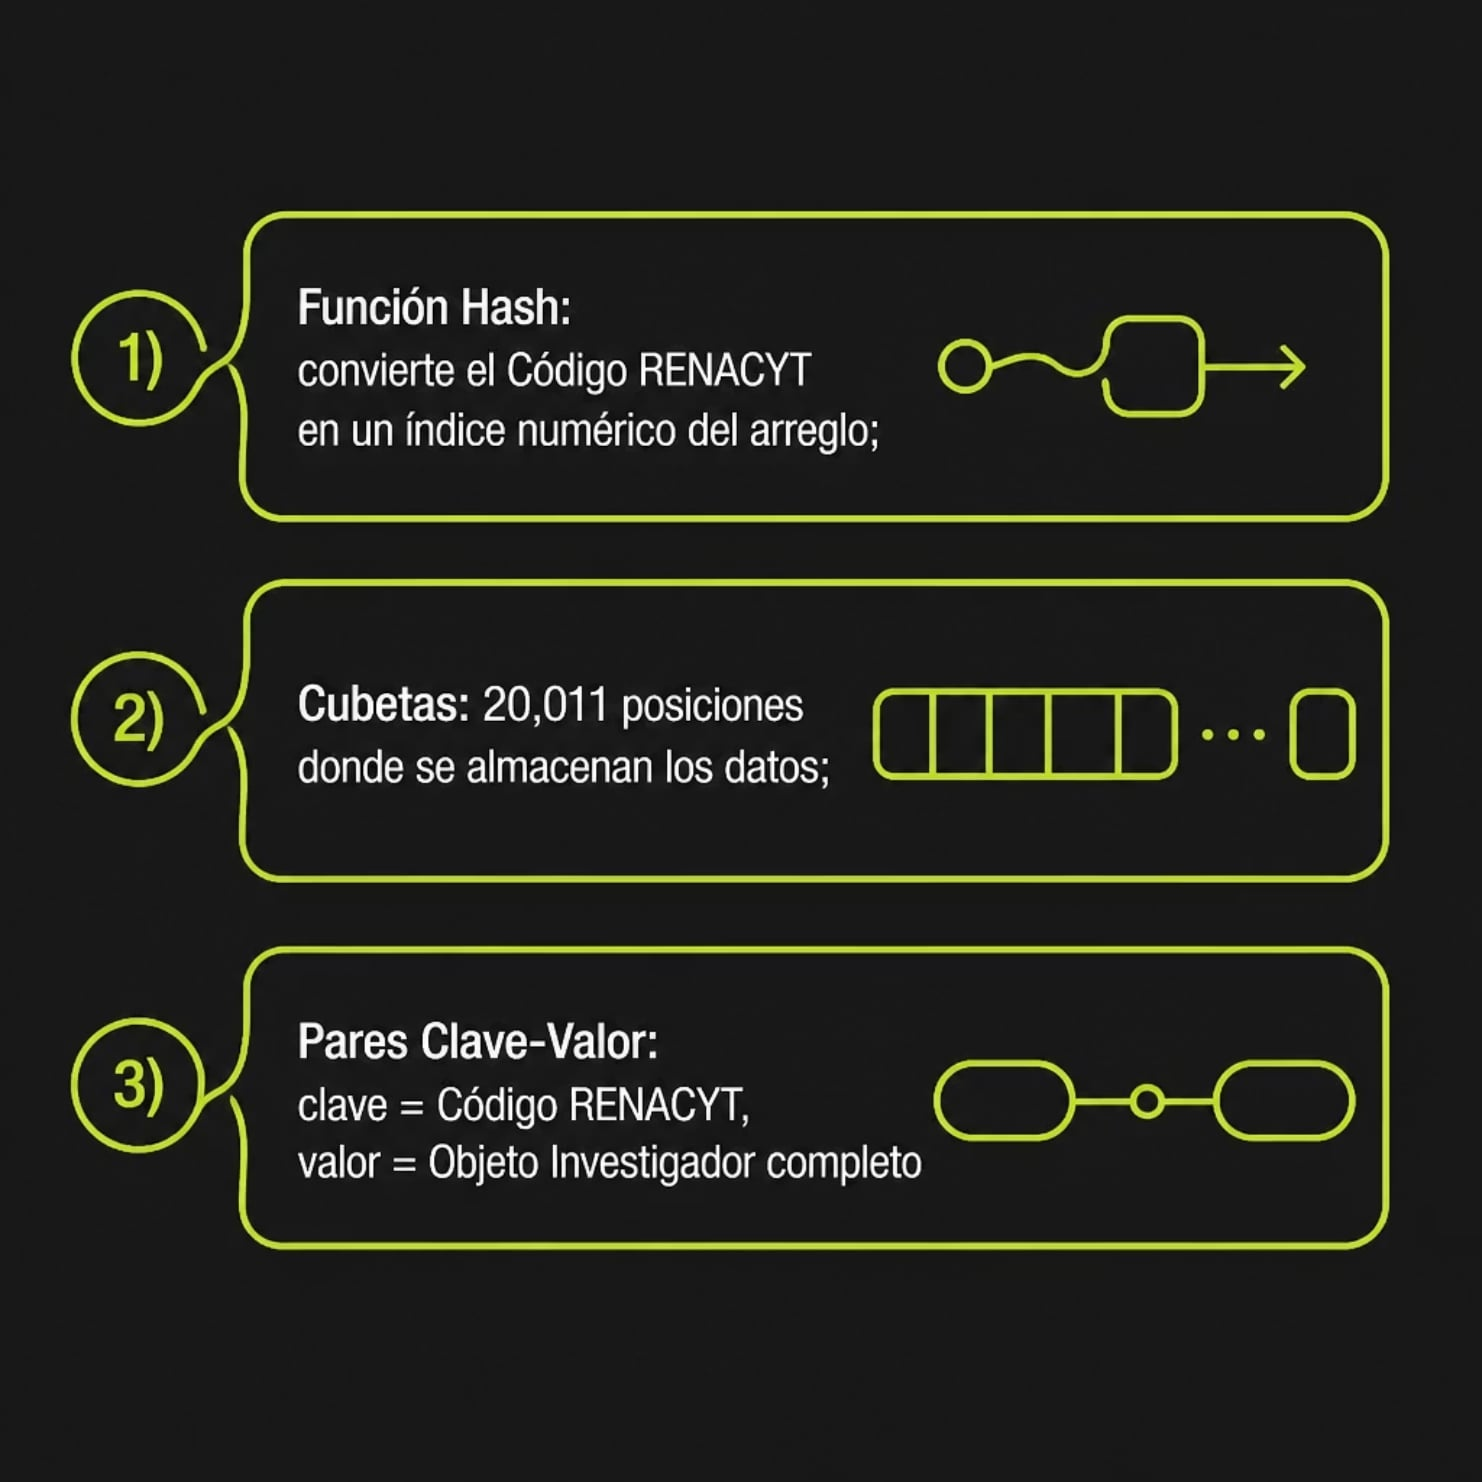 1)
Función Hash:
convierte el Código RENACYT
en un índice numérico del arreglo;
2)
Cubetas: 20,011 posiciones
donde se almacenan los datos;
3)
Pares Clave-Valor:
clave = Código RENACYT,
valor = Objeto Investigador completo